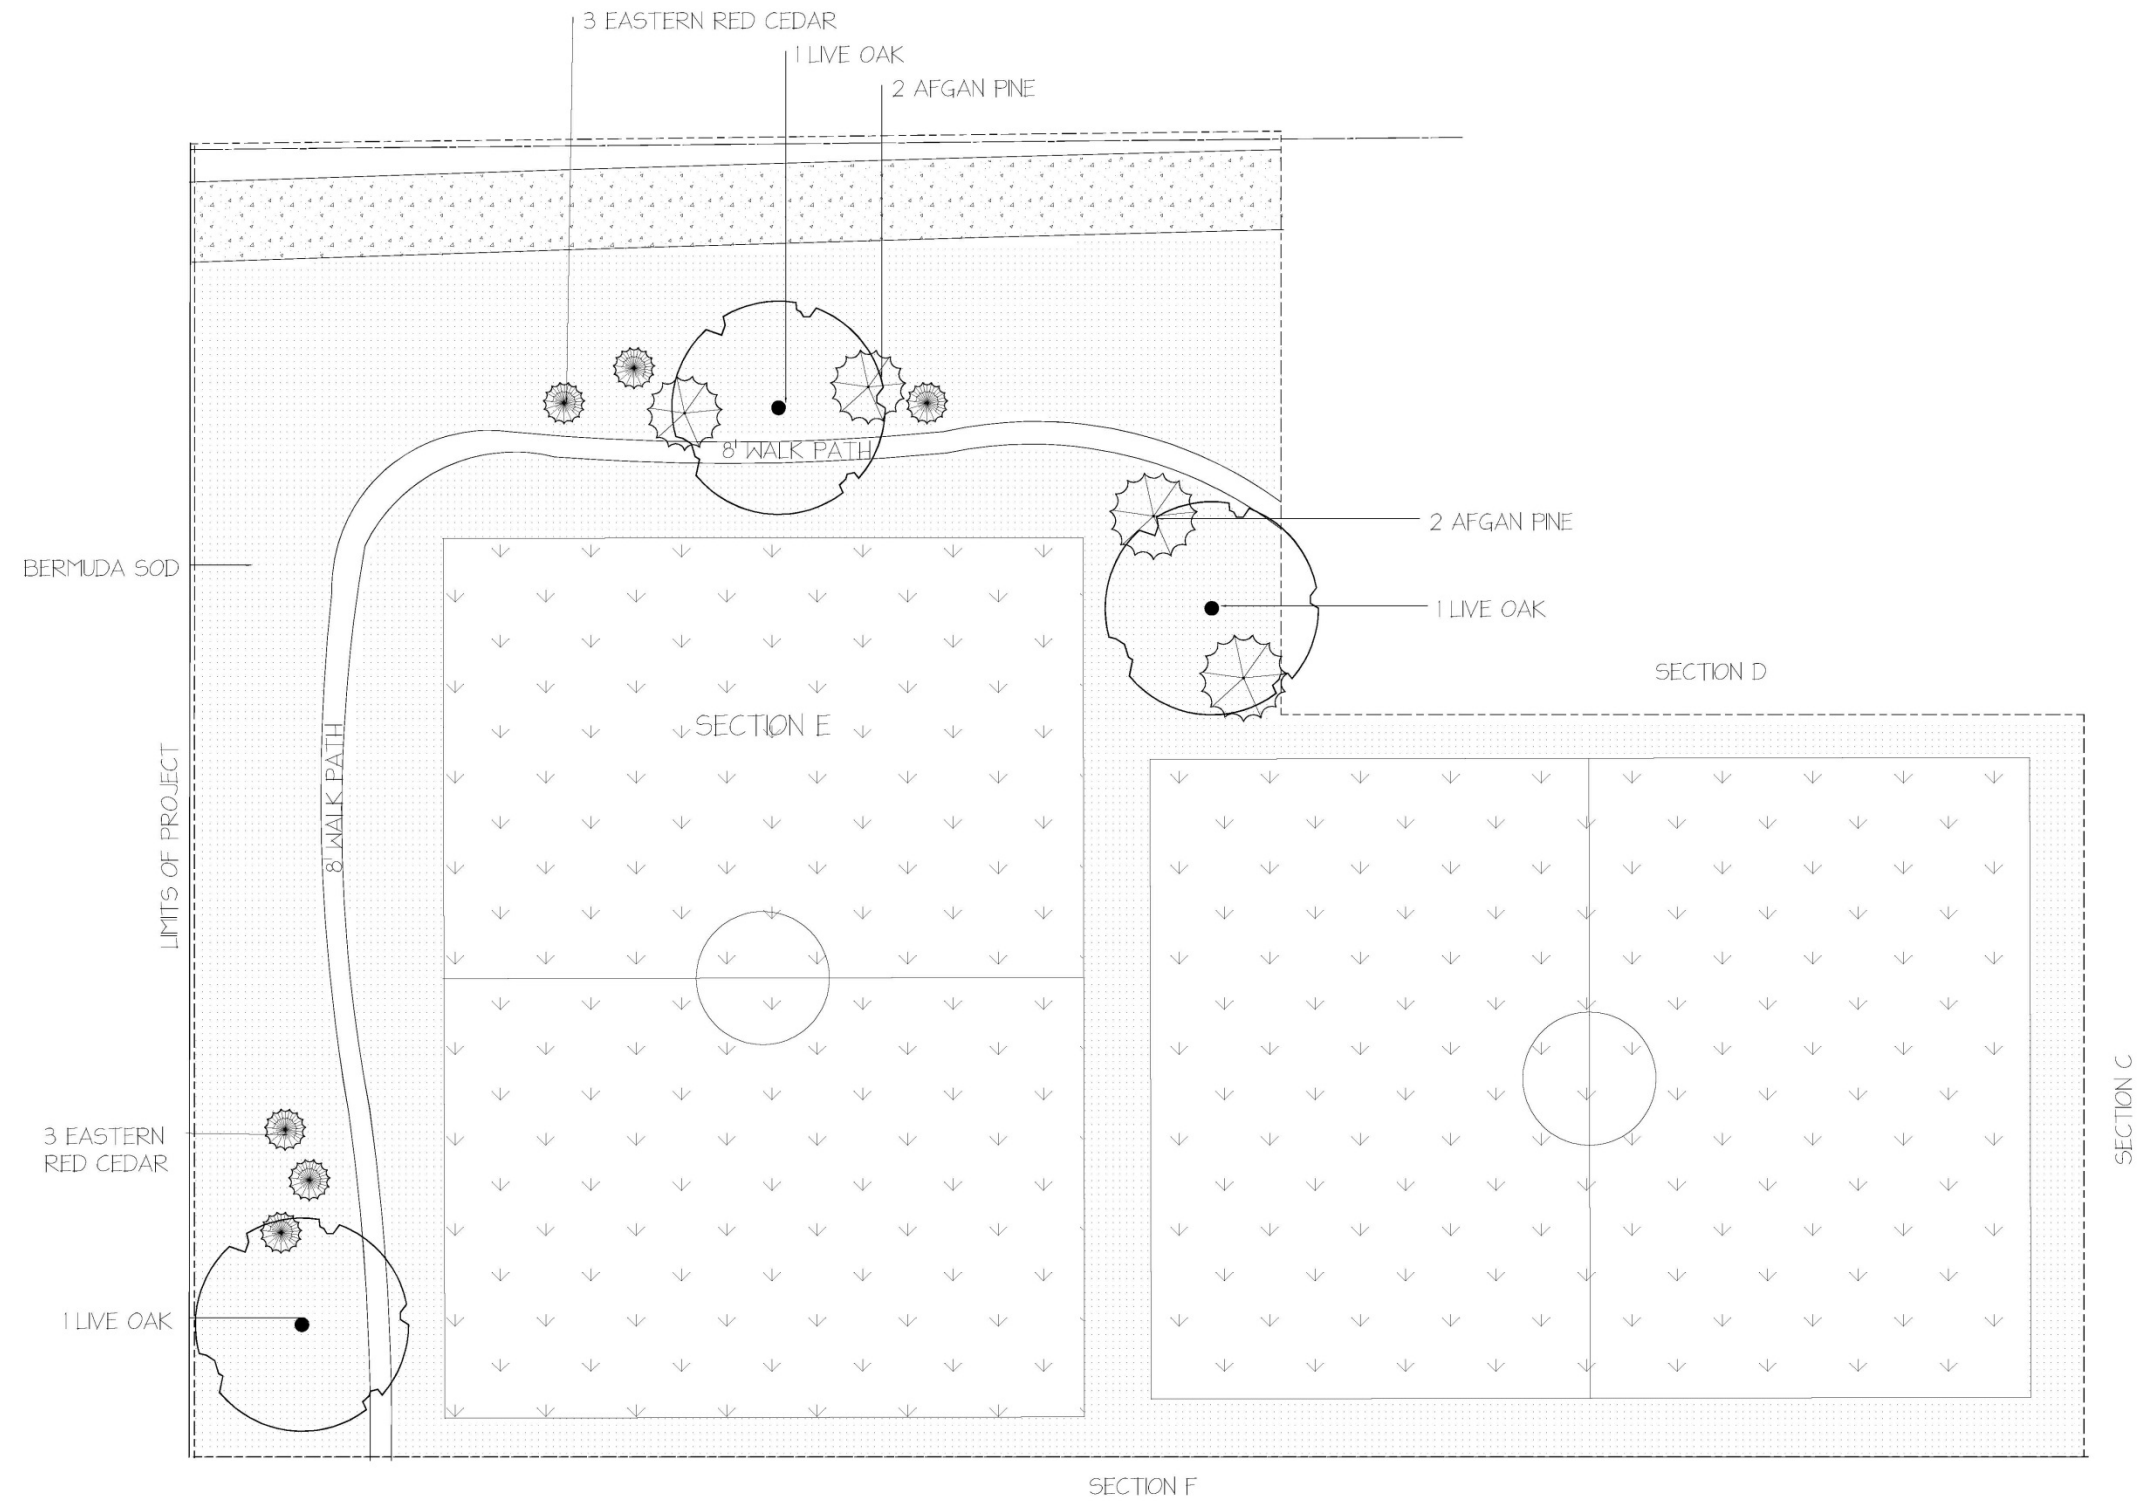 3 EASTERN RED CEDAR
1 LIVE OAK
2 AFGAN PINE
8' WALK PATH
2 AFGAN PINE
BERMUDA SOD
1 LIVE OAK
SECTION D
SECTION E
8' WALK PATH
LIMITS OF PROJECT
SECTION C
3 EASTERN
RED CEDAR
1 LIVE OAK
SECTION F